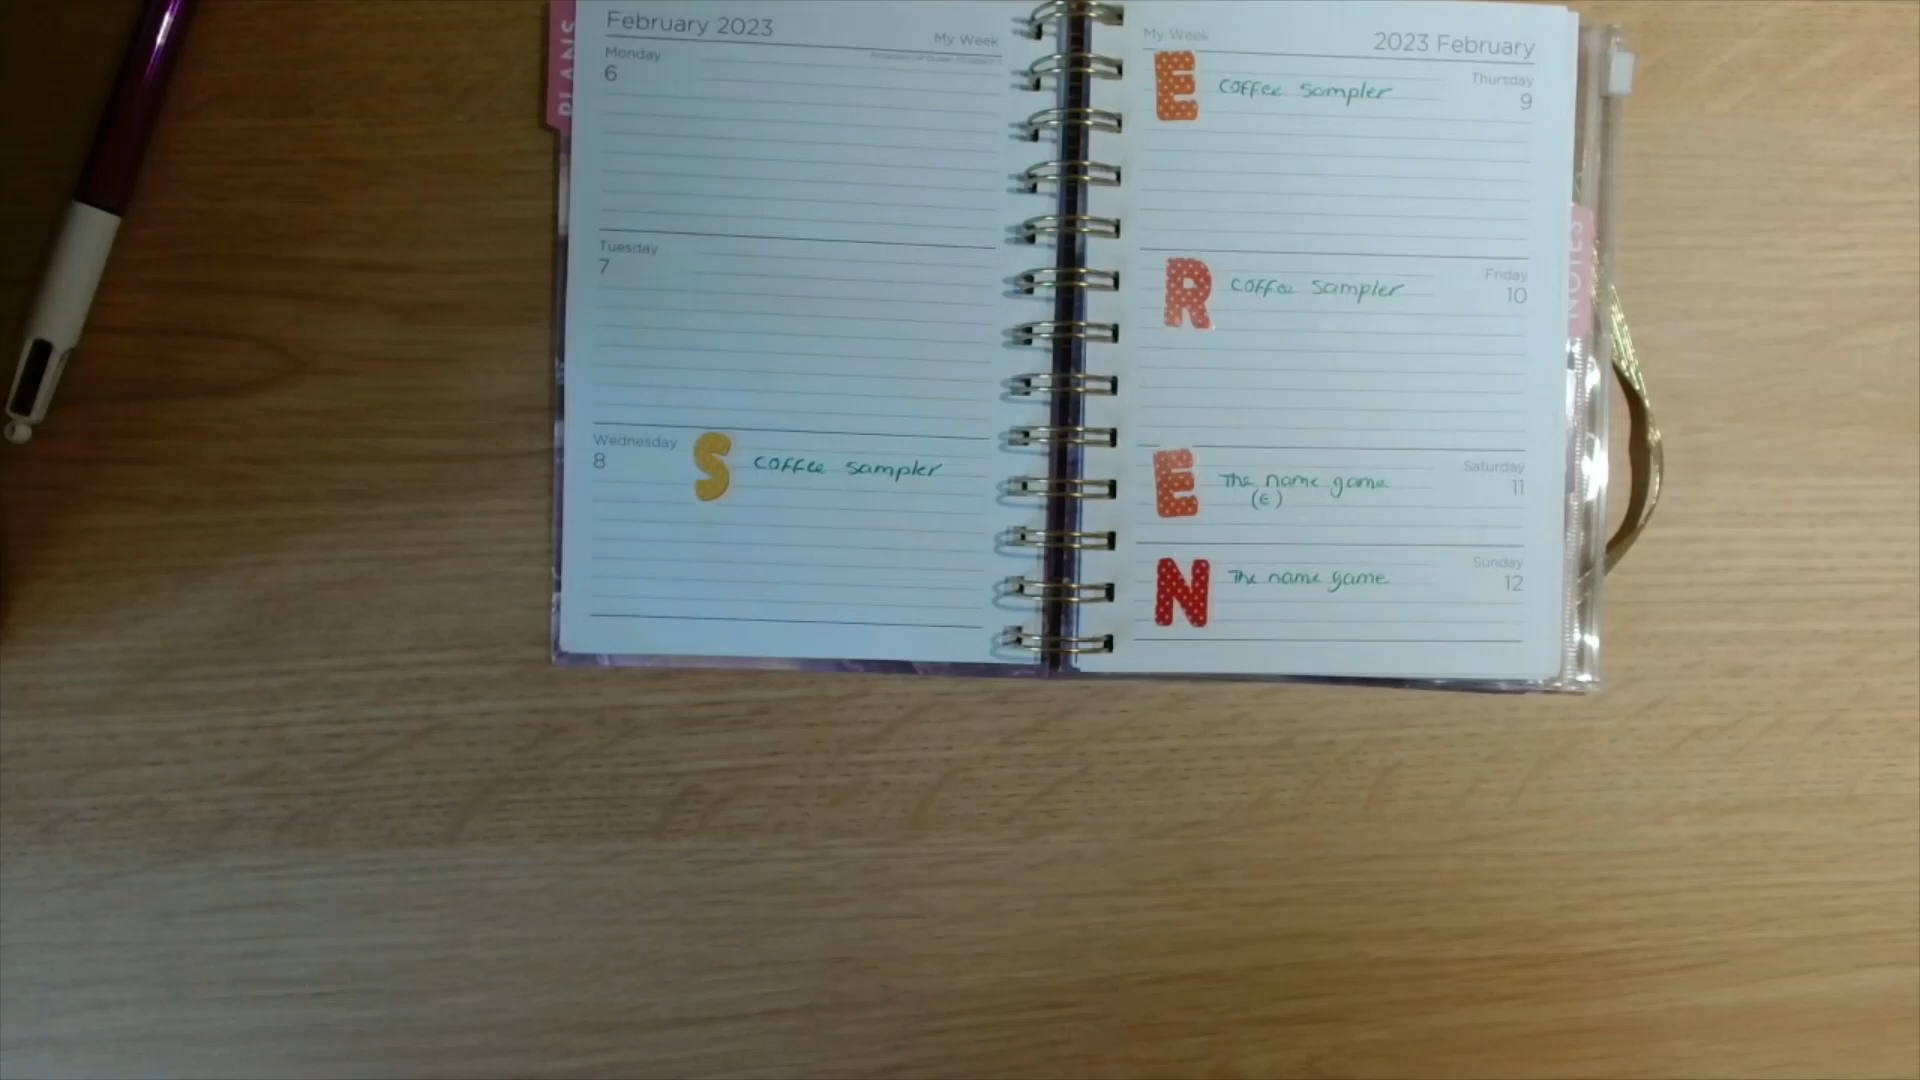 PLANS
February 2023
My Week
Monday
6
Tuesday
7
Wednesday
8
S coffee sampler
My Week
2023 February
Thursday
9
E coffee sampler
Friday
10
R coffee sampler
Saturday
11
E The name game
(E)
Sunday
12
N The name game
NOTES